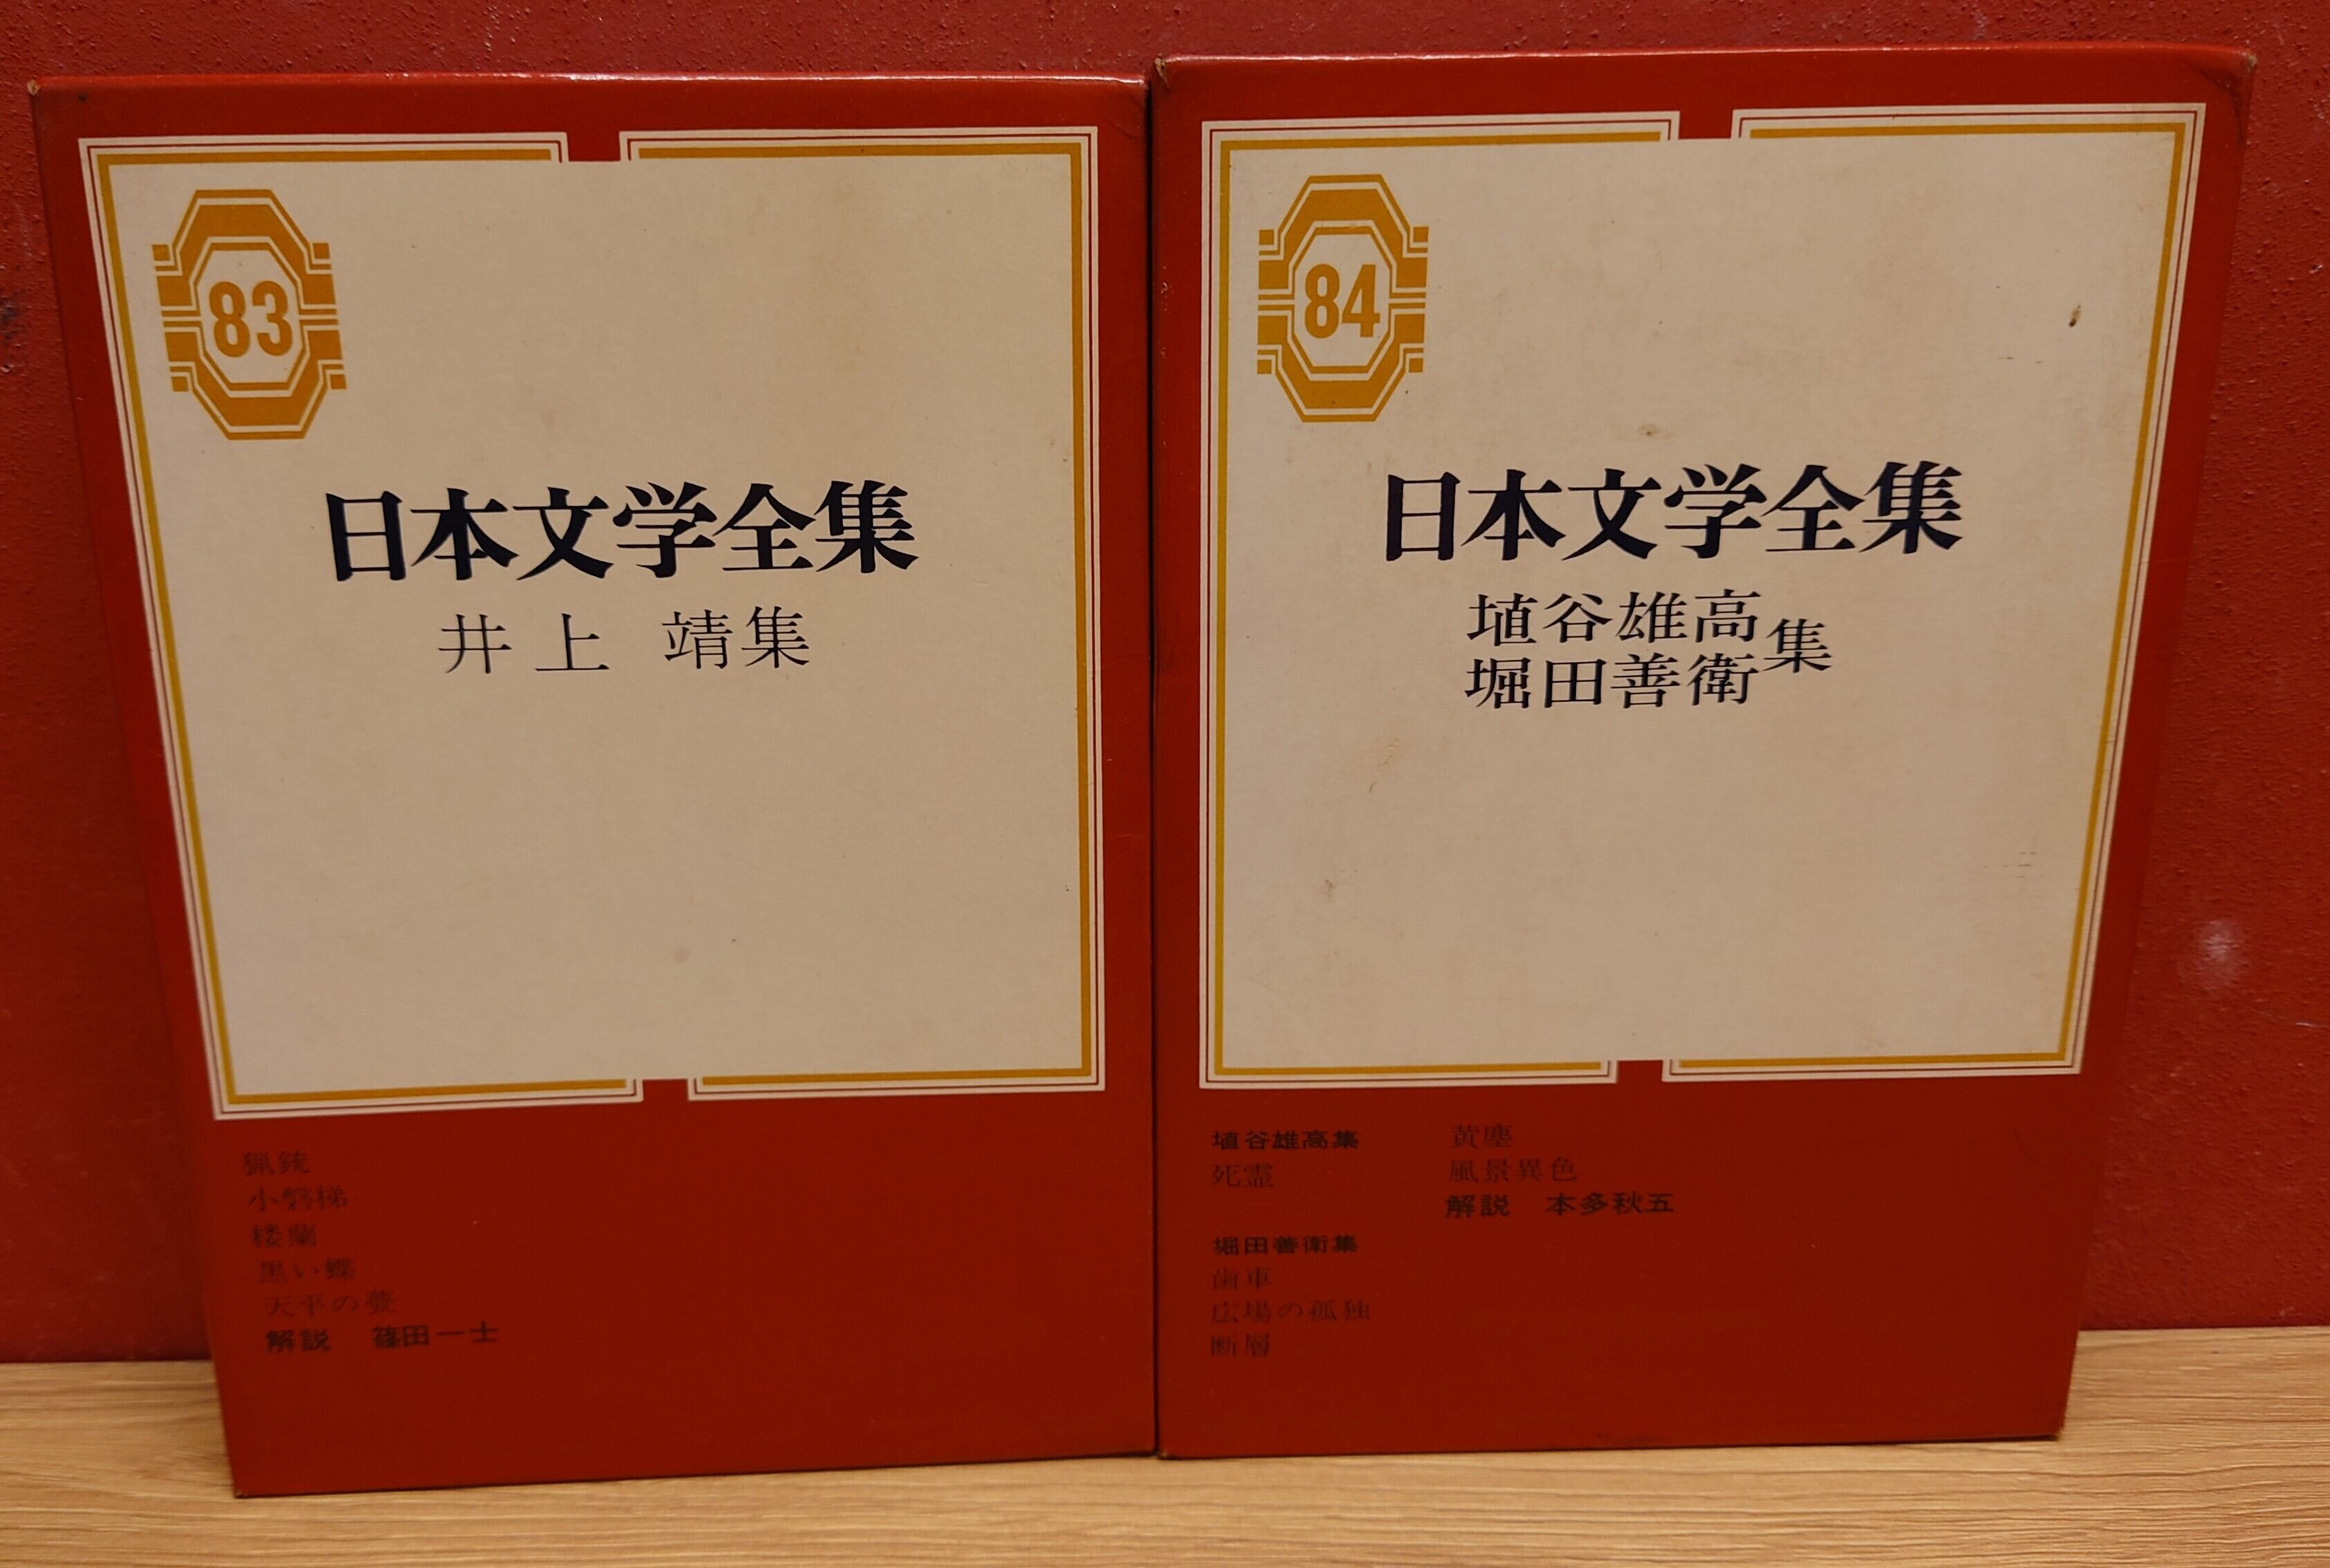 83
日本文学全集
井上 靖集
猟銃
小磐梯
楼蘭
黒い蝶
天平の甍
解説 篠田一士
84
日本文学全集
埴谷雄高
堀田善衛
集
埴谷雄高集
死霊
堀田善衛集
歯車
広場の孤独
断層
黄塵
風景異色
解説 本多秋五